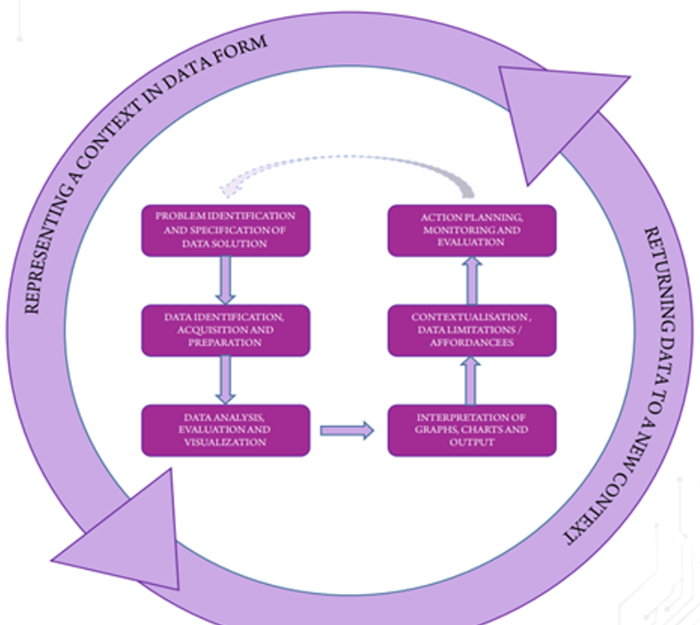 REPRESENTING A CONTEXT IN DATA FORM
PROBLEM IDENTIFICATION
AND SPECIFICATION OF
DATA SOLUTION
DATA IDENTIFICATION,
ACQUISITION AND
PREPARATION
DATA ANALYSIS,
EVALUATION AND
VISUALIZATION
INTERPRETATION OF
GRAPHS, CHARTS AND
OUTPUT
CONTEXTUALISATION,
DATA LIMITATIONS /
AFFORDANCEES
ACTION PLANNING,
MONITORING AND
EVALUATION
RETURNING DATA TO A NEW CONTEXT